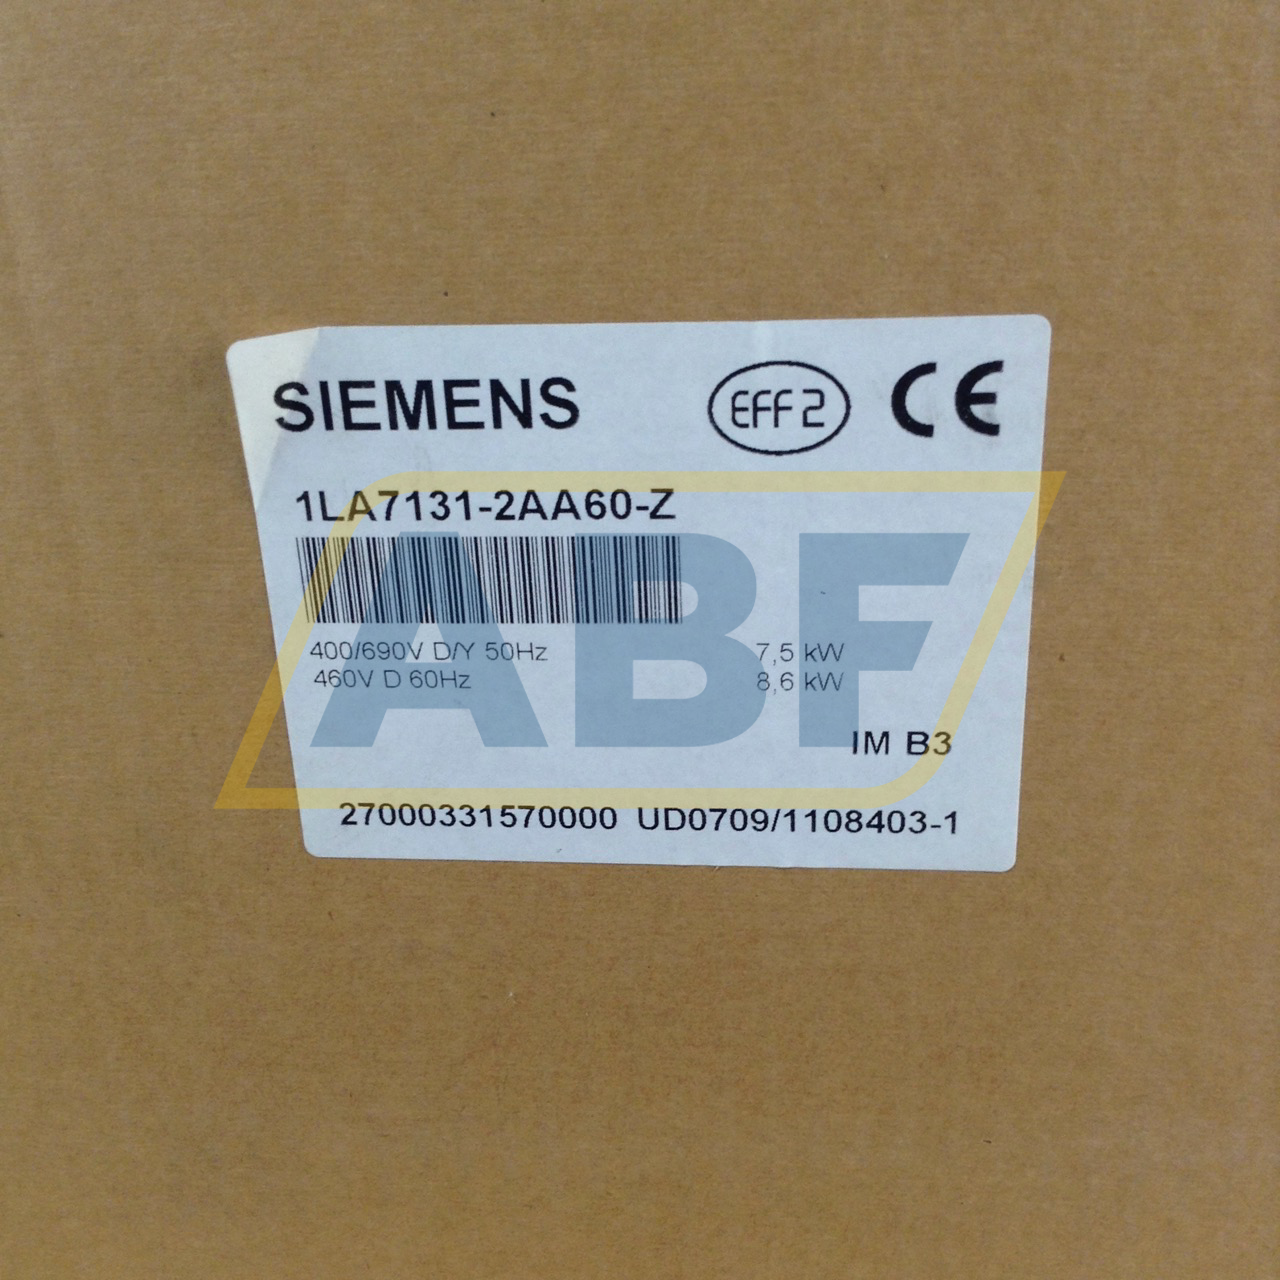 SIEMENS EFF2 CE
1LA7131-2AA60-Z
400/690V D/Y 50Hz 7,5 kW
460V D 60Hz 8,6 kW
IM B3
27000331570000 UD0709/1108403-1
ABF